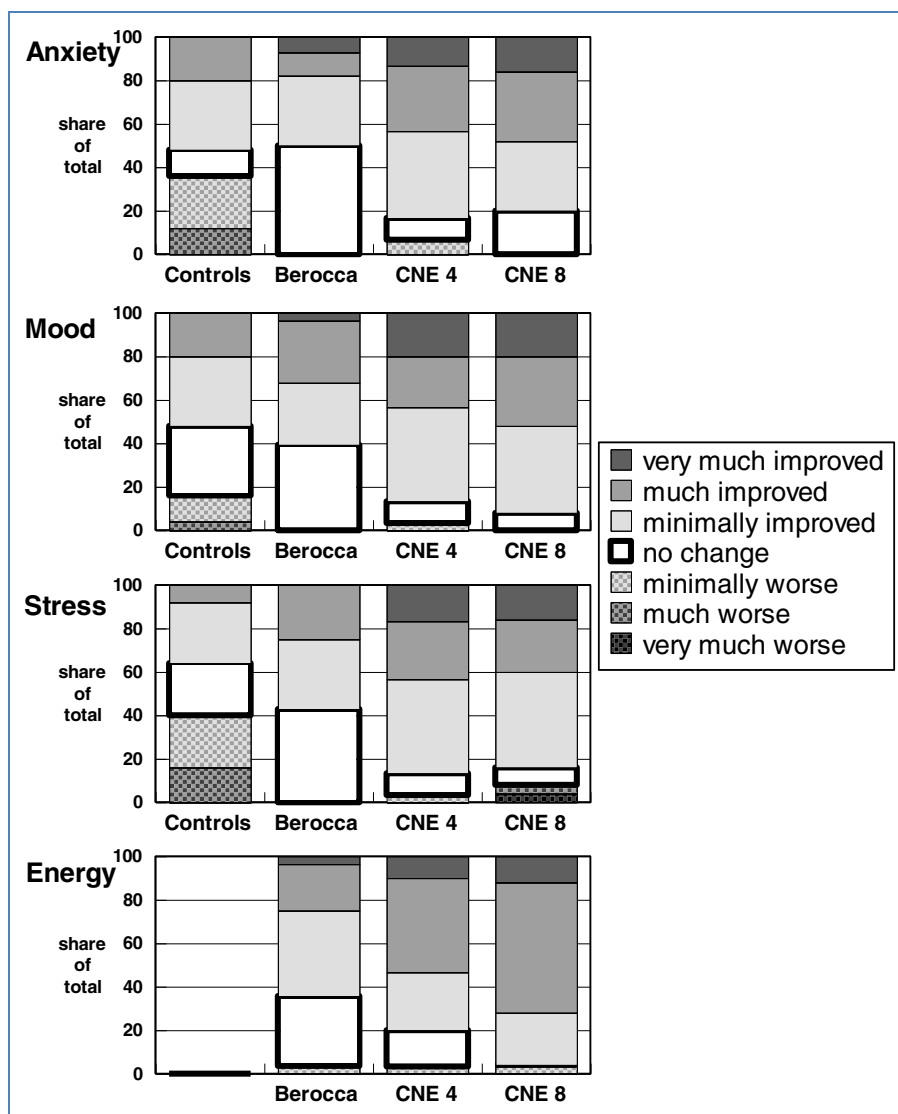 Anxiety
share
of
total
100
80
60
40
20
0
Controls Berocca CNE 4 CNE 8
Mood
share
of
total
100
80
60
40
20
0
Controls Berocca CNE 4 CNE 8
very much improved
much improved
minimally improved
no change
minimally worse
much worse
very much worse
Stress
share
of
total
100
80
60
40
20
0
Controls Berocca CNE 4 CNE 8
Energy
share
of
total
100
80
60
40
20
0
Berocca CNE 4 CNE 8